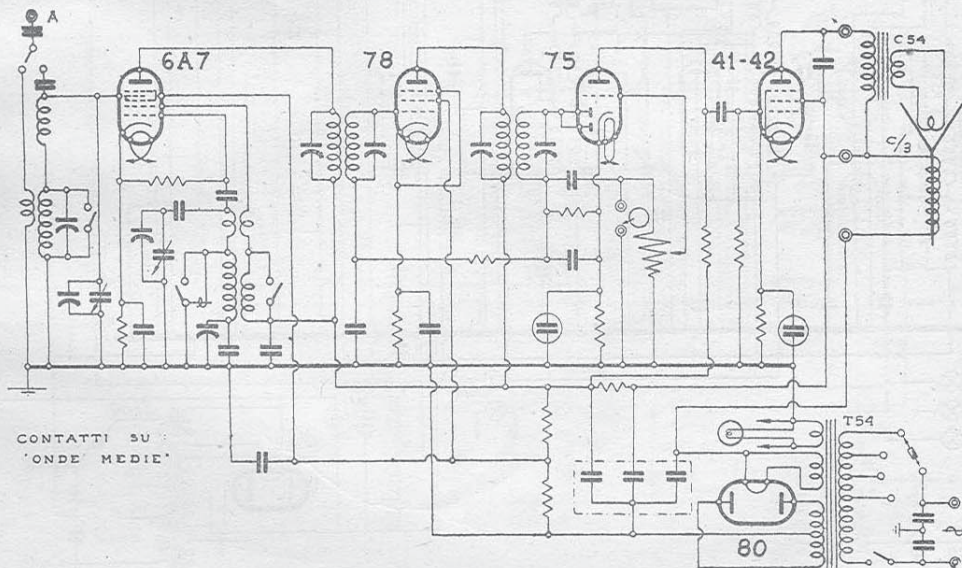 A
6A7
78
75
41-42
C54
C/3
CONTATTI SU :
"ONDE MEDIE"
T54
80